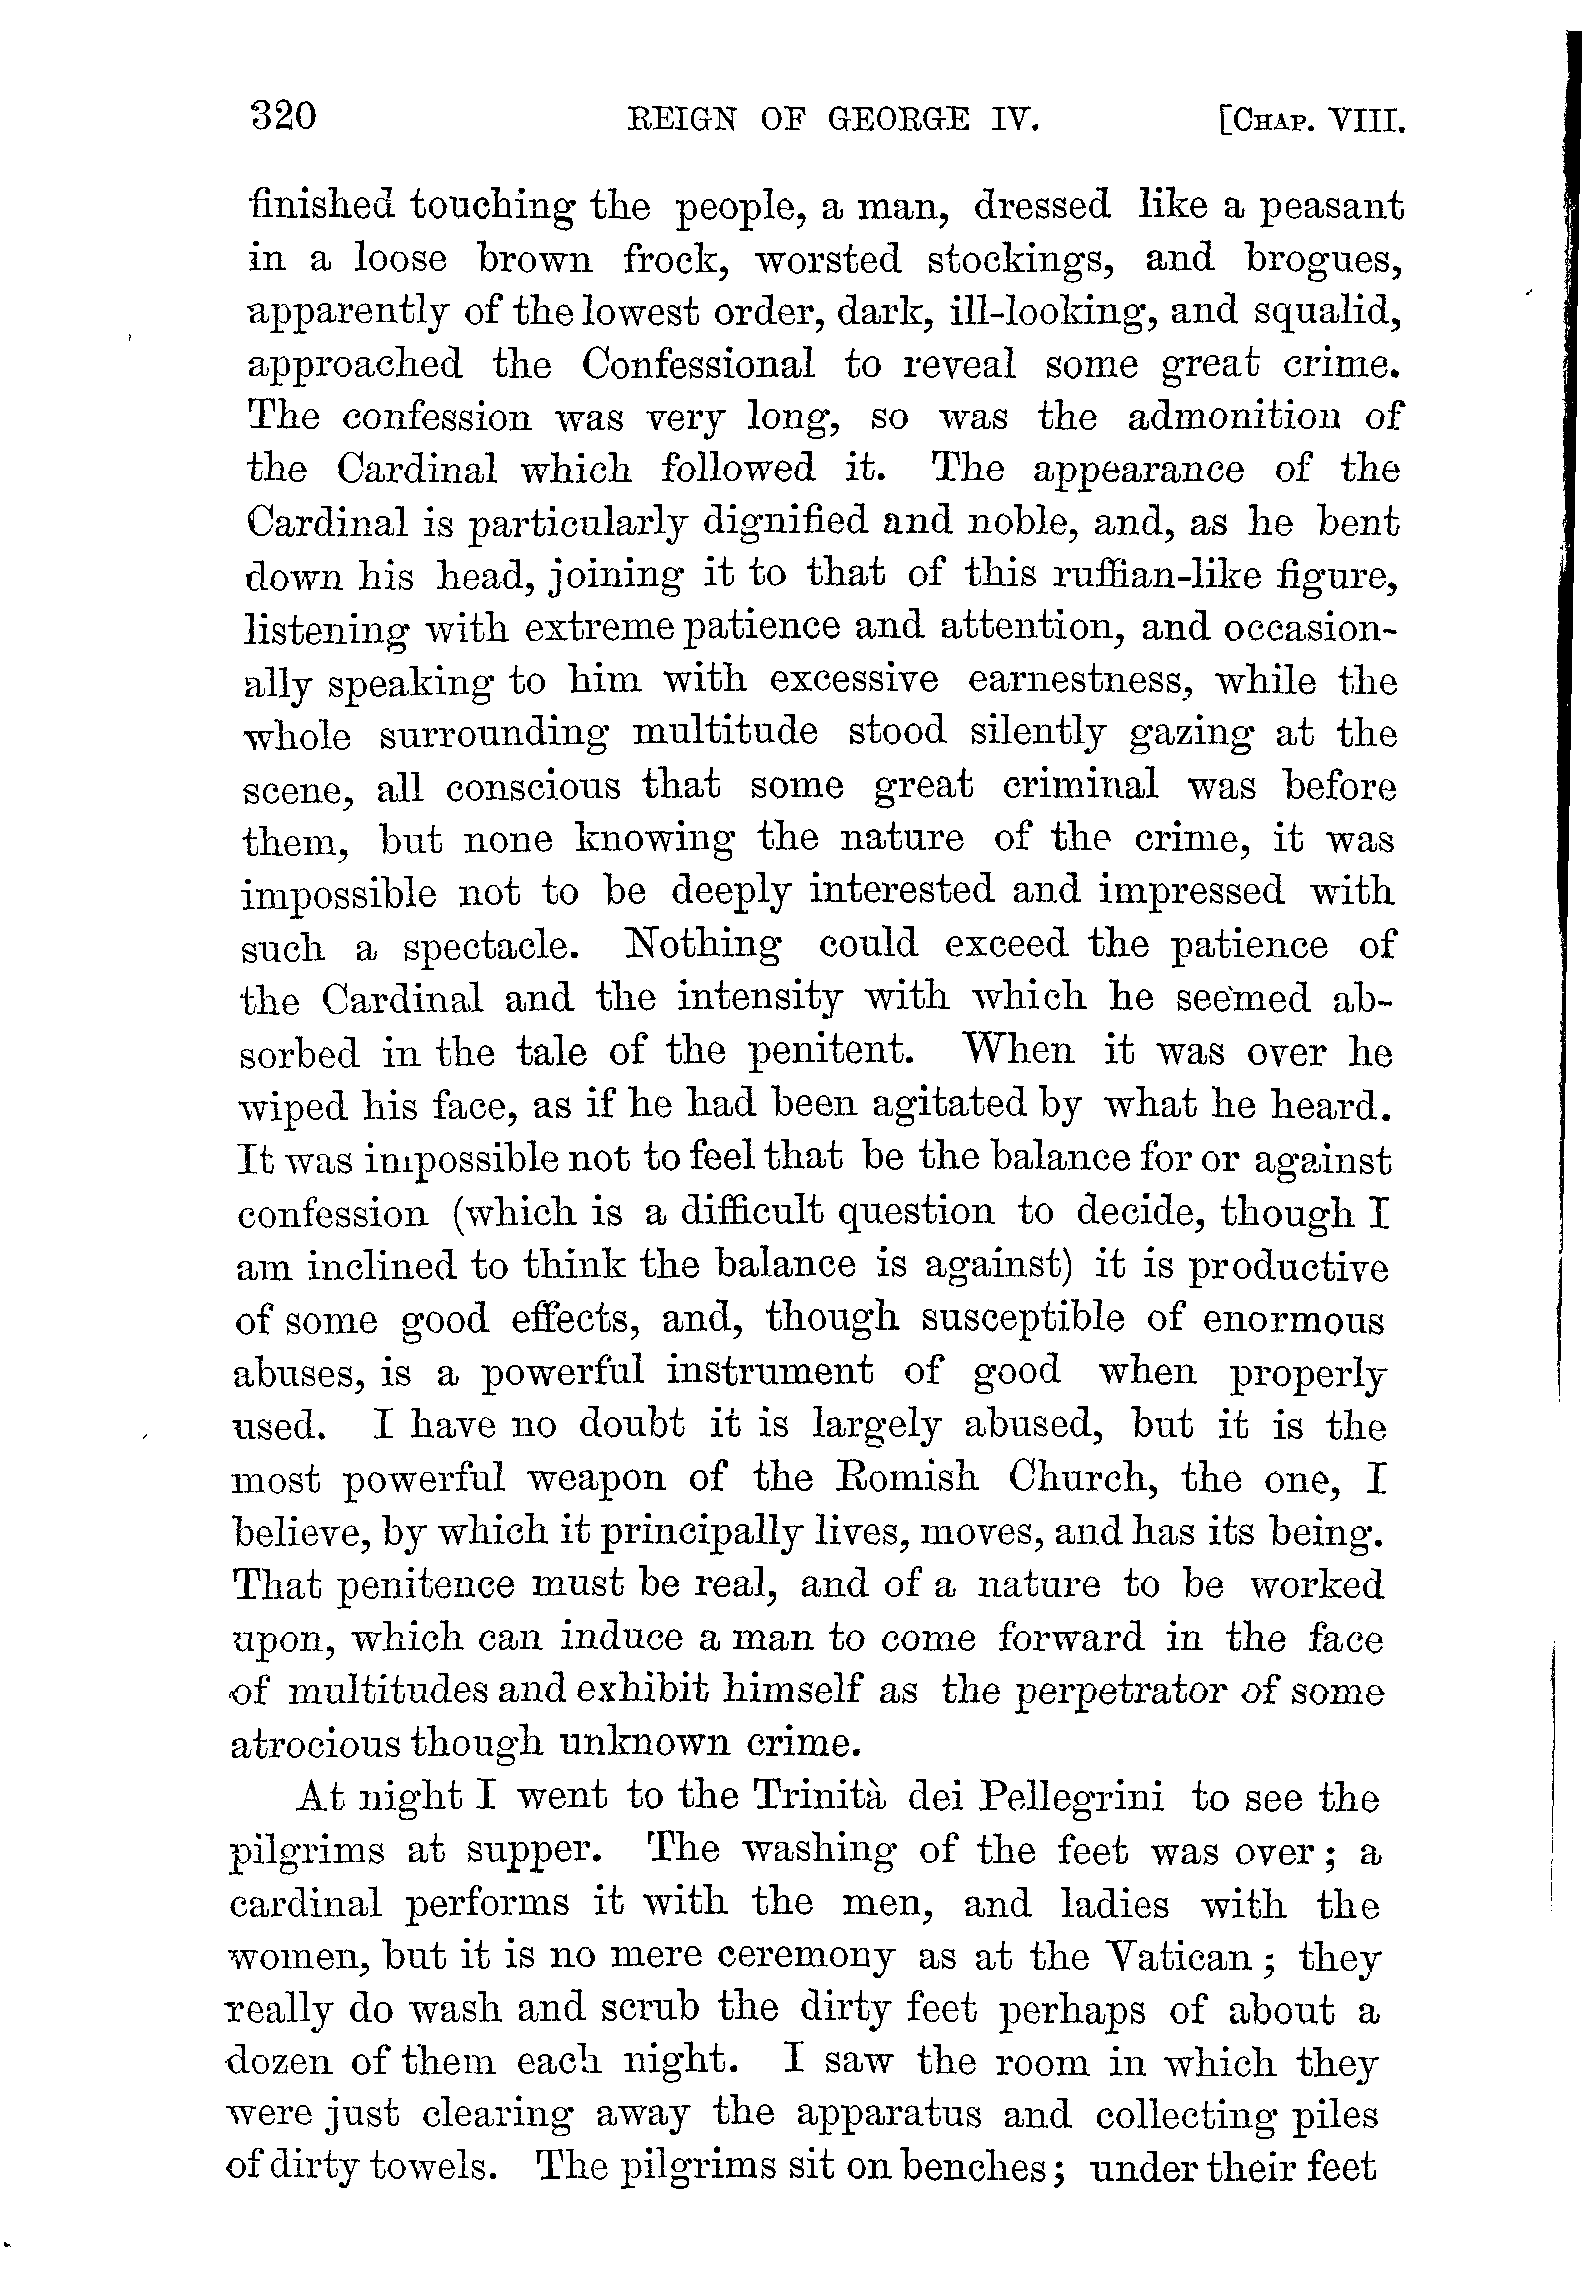 320 REIGN OF GEORGE IV. [CHAP. VIII.
finished touching the people, a man, dressed like a peasant
in a loose brown frock, worsted stockings, and brogues,
apparently of the lowest order, dark, ill-looking, and squalid,
approached the Confessional to reveal some great crime.
The confession was very long, so was the admonition of
the Cardinal which followed it. The appearance of the
Cardinal is particularly dignified and noble, and, as he bent
down his head, joining it to that of this ruffian-like figure,
listening with extreme patience and attention, and occasion-
ally speaking to him with excessive earnestness, while the
whole surrounding multitude stood silently gazing at the
scene, all conscious that some great criminal was before
them, but none knowing the nature of the crime, it was
impossible not to be deeply interested and impressed with
such a spectacle. Nothing could exceed the patience of
the Cardinal and the intensity with which he seemed ab-
sorbed in the tale of the penitent. When it was over he
wiped his face, as if he had been agitated by what he heard.
It was impossible not to feel that be the balance for or against
confession (which is a difficult question to decide, though I
am inclined to think the balance is against) it is productive
of some good effects, and, though susceptible of enormous
abuses, is a powerful instrument of good when properly
used. I have no doubt it is largely abused, but it is the
most powerful weapon of the Romish Church, the one, I
believe, by which it principally lives, moves, and has its being.
That penitence must be real, and of a nature to be worked
upon, which can induce a man to come forward in the face
of multitudes and exhibit himself as the perpetrator of some
atrocious though unknown crime.
At night I went to the Trinità dei Pellegrini to see the
pilgrims at supper. The washing of the feet was over; a
cardinal performs it with the men, and ladies with the
women, but it is no mere ceremony as at the Vatican; they
really do wash and scrub the dirty feet perhaps of about a
dozen of them each night. I saw the room in which they
were just clearing away the apparatus and collecting piles
of dirty towels. The pilgrims sit on benches; under their feet